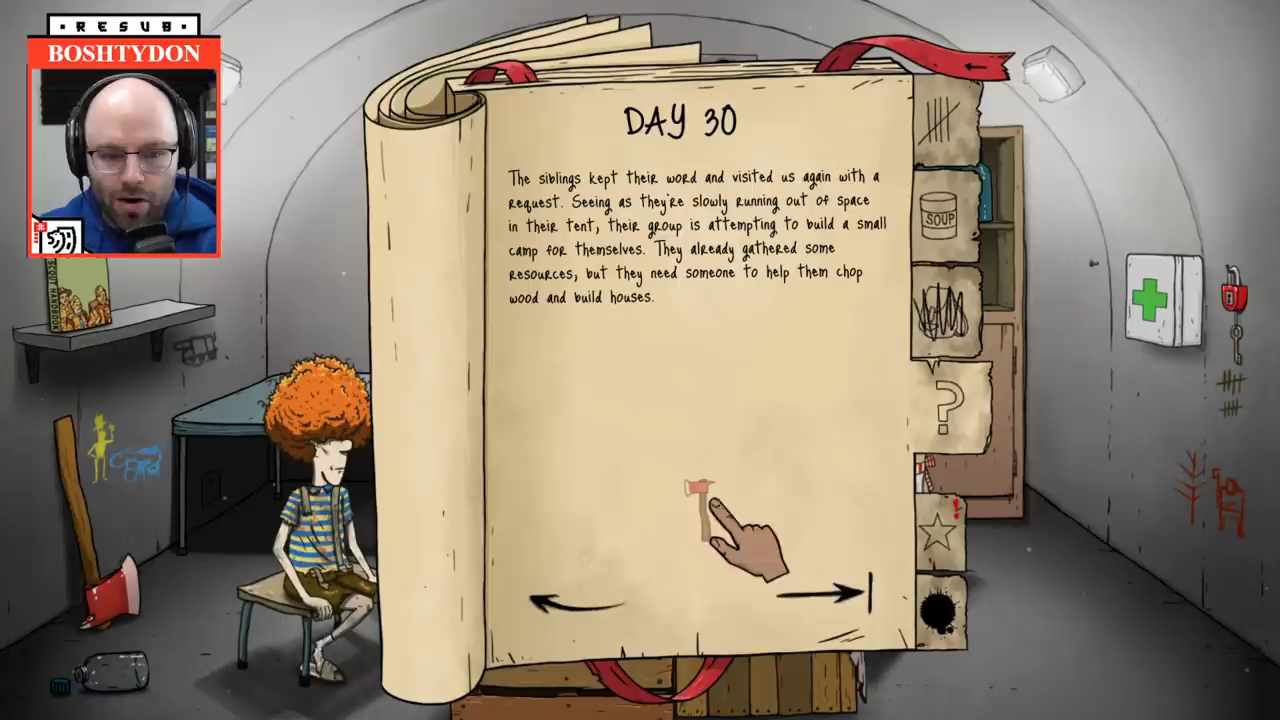 RESUB
BOSHTYDON
DAY 30
The siblings kept their word and visited us again with a
request. Seeing as they're slowly running out of space
in their tent, their group is attempting to build a small
camp for themselves. They already gathered some
resources, but they need someone to help them chop
wood and build houses.
SOUP
?
SCOUT HANDBOOK